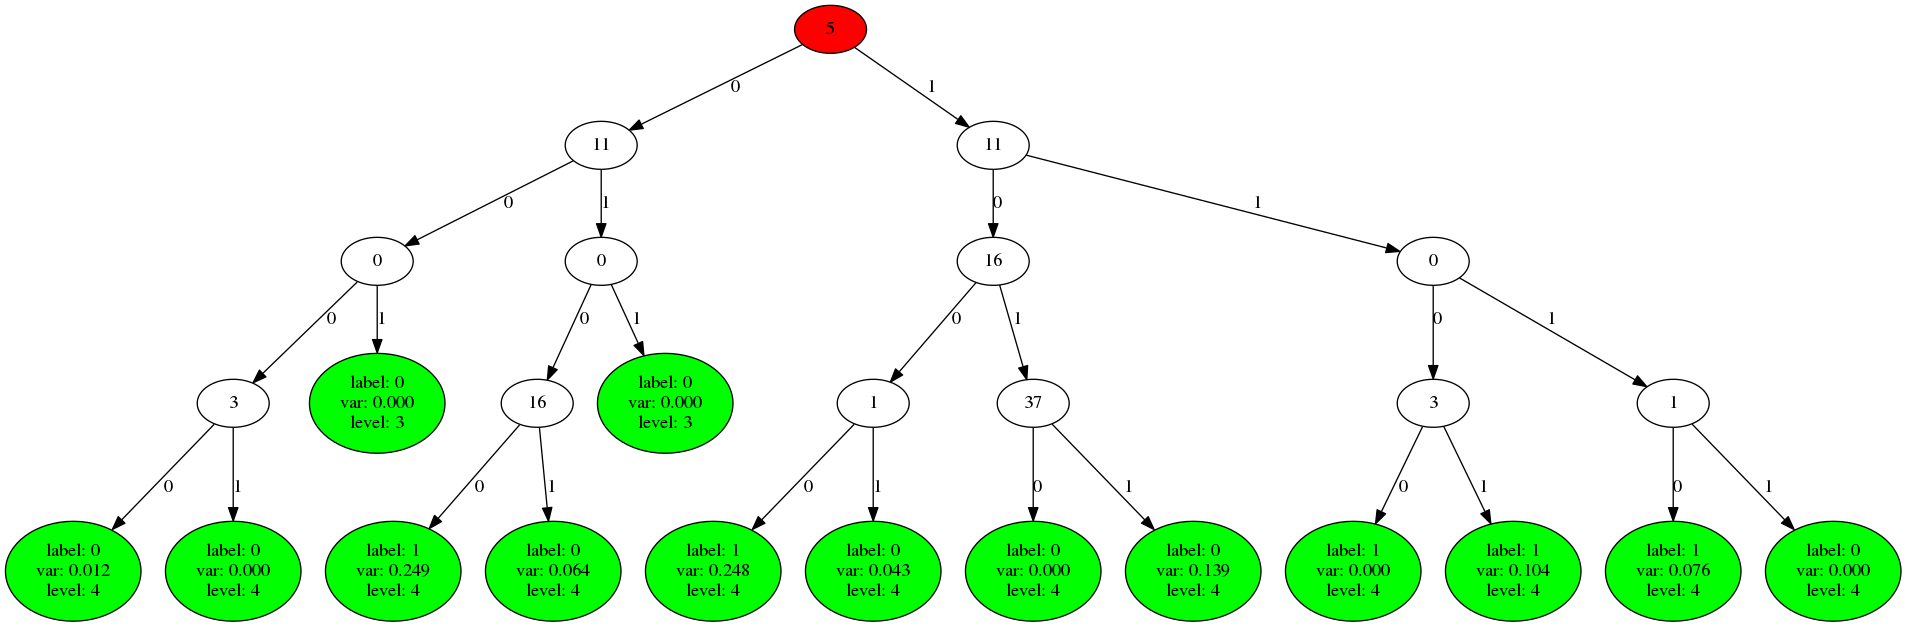 5
0
1
11
11
0
1
0
1
0
0
16
0
0
1
0
1
0
1
0
1
3
label: 0
var: 0.000
level: 3
16
label: 0
var: 0.000
level: 3
1
37
3
1
0
1
0
1
0
1
0
1
0
1
0
1
label: 0
var: 0.012
level: 4
label: 0
var: 0.000
level: 4
label: 1
var: 0.249
level: 4
label: 0
var: 0.064
level: 4
label: 1
var: 0.248
level: 4
label: 0
var: 0.043
level: 4
label: 0
var: 0.000
level: 4
label: 0
var: 0.139
level: 4
label: 1
var: 0.000
level: 4
label: 1
var: 0.104
level: 4
label: 1
var: 0.076
level: 4
label: 0
var: 0.000
level: 4